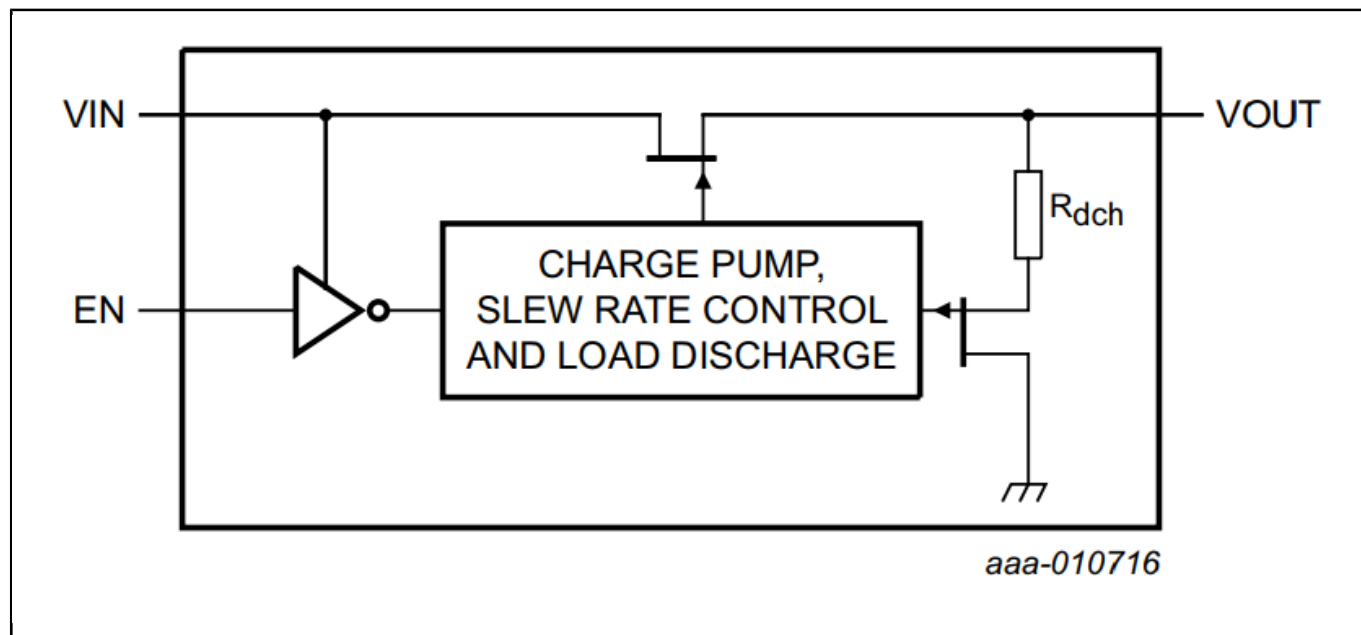 VIN
VOUT
Rdch
CHARGE PUMP,
SLEW RATE CONTROL
AND LOAD DISCHARGE
EN
aaa-010716